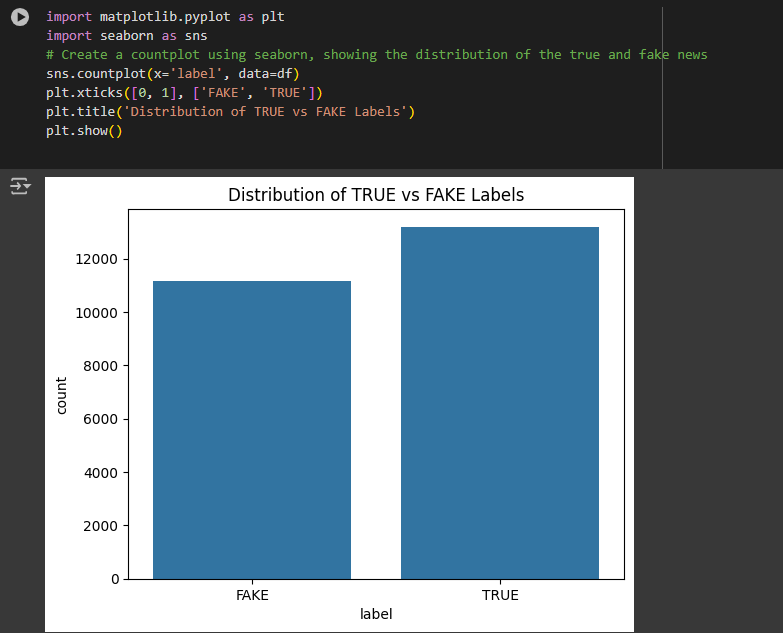 import matplotlib.pyplot as plt
import seaborn as sns
# Create a countplot using seaborn, showing the distribution of the true and fake news
sns.countplot(x='label', data=df)
plt.xticks([0, 1], ['FAKE', 'TRUE'])
plt.title('Distribution of TRUE vs FAKE Labels')
plt.show()
Distribution of TRUE vs FAKE Labels
12000
10000
8000
6000
4000
2000
0
count
FAKE TRUE
label